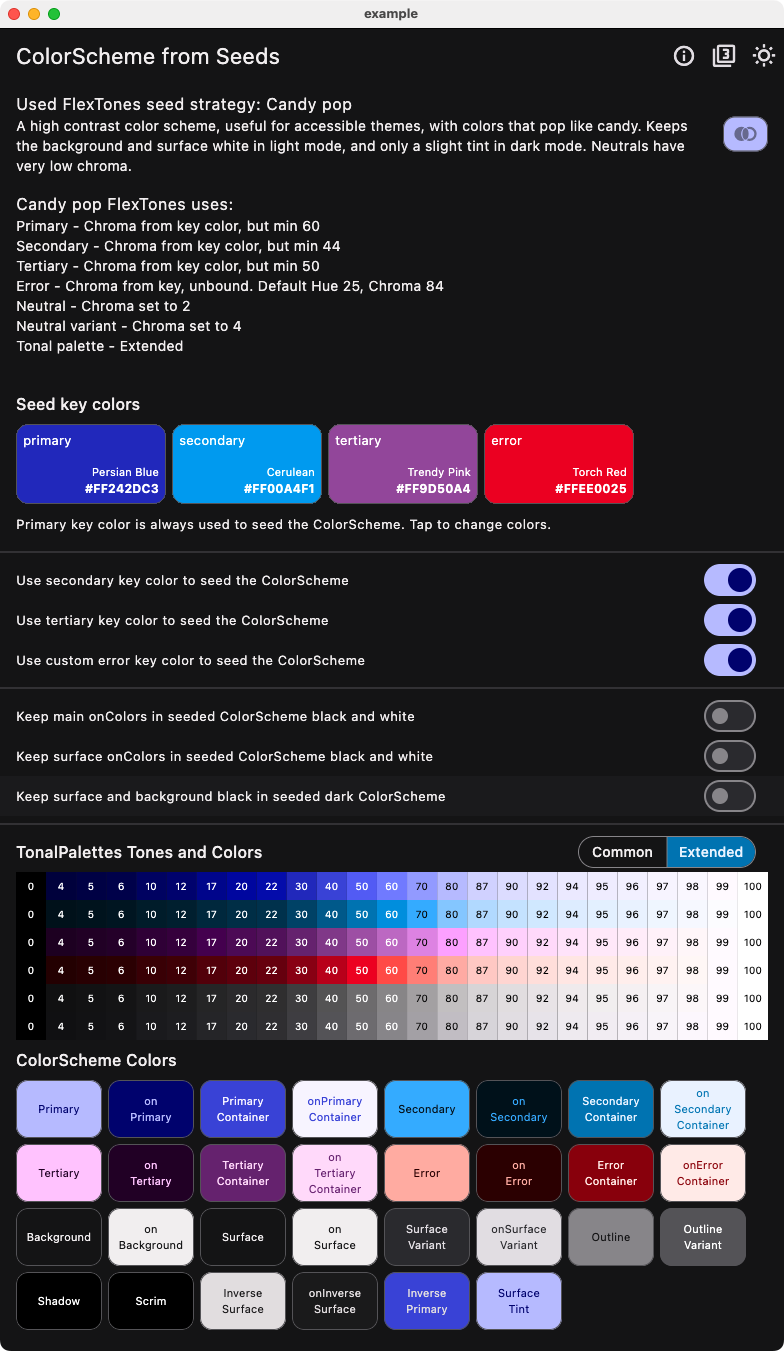 example
ColorScheme from Seeds
3
Used FlexTones seed strategy: Candy pop
A high contrast color scheme, useful for accessible themes, with colors that pop like candy. Keeps
the background and surface white in light mode, and only a slight tint in dark mode. Neutrals have
very low chroma.
Candy pop FlexTones uses:
Primary - Chroma from key color, but min 60
Secondary - Chroma from key color, but min 44
Tertiary - Chroma from key color, but min 50
Error - Chroma from key, unbound. Default Hue 25, Chroma 84
Neutral - Chroma set to 2
Neutral variant - Chroma set to 4
Tonal palette - Extended
Seed key colors
primary
Persian Blue
#FF242DC3
secondary
Cerulean
#FF00A4F1
tertiary
Trendy Pink
#FF9D50A4
error
Torch Red
#FFEE0025
Primary key color is always used to seed the ColorScheme. Tap to change colors.
Use secondary key color to seed the ColorScheme
Use tertiary key color to seed the ColorScheme
Use custom error key color to seed the ColorScheme
Keep main onColors in seeded ColorScheme black and white
Keep surface onColors in seeded ColorScheme black and white
Keep surface and background black in seeded dark ColorScheme
TonalPalettes Tones and Colors
Common Extended
0 4 5 6 10 12 17 20 22 30 40 50 60 70 80 87 90 92 94 95 96 97 98 99 100
0 4 5 6 10 12 17 20 22 30 40 50 60 70 80 87 90 92 94 95 96 97 98 99 100
0 4 5 6 10 12 17 20 22 30 40 50 60 70 80 87 90 92 94 95 96 97 98 99 100
0 4 5 6 10 12 17 20 22 30 40 50 60 70 80 87 90 92 94 95 96 97 98 99 100
0 4 5 6 10 12 17 20 22 30 40 50 60 70 80 87 90 92 94 95 96 97 98 99 100
0 4 5 6 10 12 17 20 22 30 40 50 60 70 80 87 90 92 94 95 96 97 98 99 100
ColorScheme Colors
Primary
on
Primary
Primary
Container
onPrimary
Container
Secondary
on
Secondary
Secondary
Container
on
Secondary
Container
Tertiary
on
Tertiary
Tertiary
Container
on
Tertiary
Container
Error
on
Error
Error
Container
onError
Container
Background
on
Background
Surface
on
Surface
Surface
Variant
onSurface
Variant
Outline
Outline
Variant
Shadow
Scrim
Inverse
Surface
onInverse
Surface
Inverse
Primary
Surface
Tint